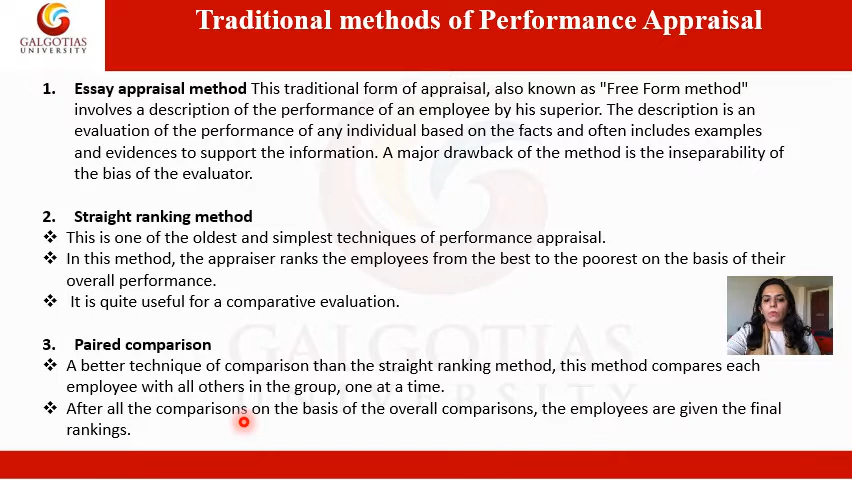 Traditional methods of Performance Appraisal
GALGOTIAS
UNIVERSITY
1. Essay appraisal method This traditional form of appraisal, also known as "Free Form method"
involves a description of the performance of an employee by his superior. The description is an
evaluation of the performance of any individual based on the facts and often includes examples
and evidences to support the information. A major drawback of the method is the inseparability of
the bias of the evaluator.
2. Straight ranking method
❖ This is one of the oldest and simplest techniques of performance appraisal.
❖ In this method, the appraiser ranks the employees from the best to the poorest on the basis of their
overall performance.
❖ It is quite useful for a comparative evaluation.
3. Paired comparison
❖ A better technique of comparison than the straight ranking method, this method compares each
employee with all others in the group, one at a time.
❖ After all the comparisons on the basis of the overall comparisons, the employees are given the final
rankings.
GALGOTIAS
UNIVERSITY